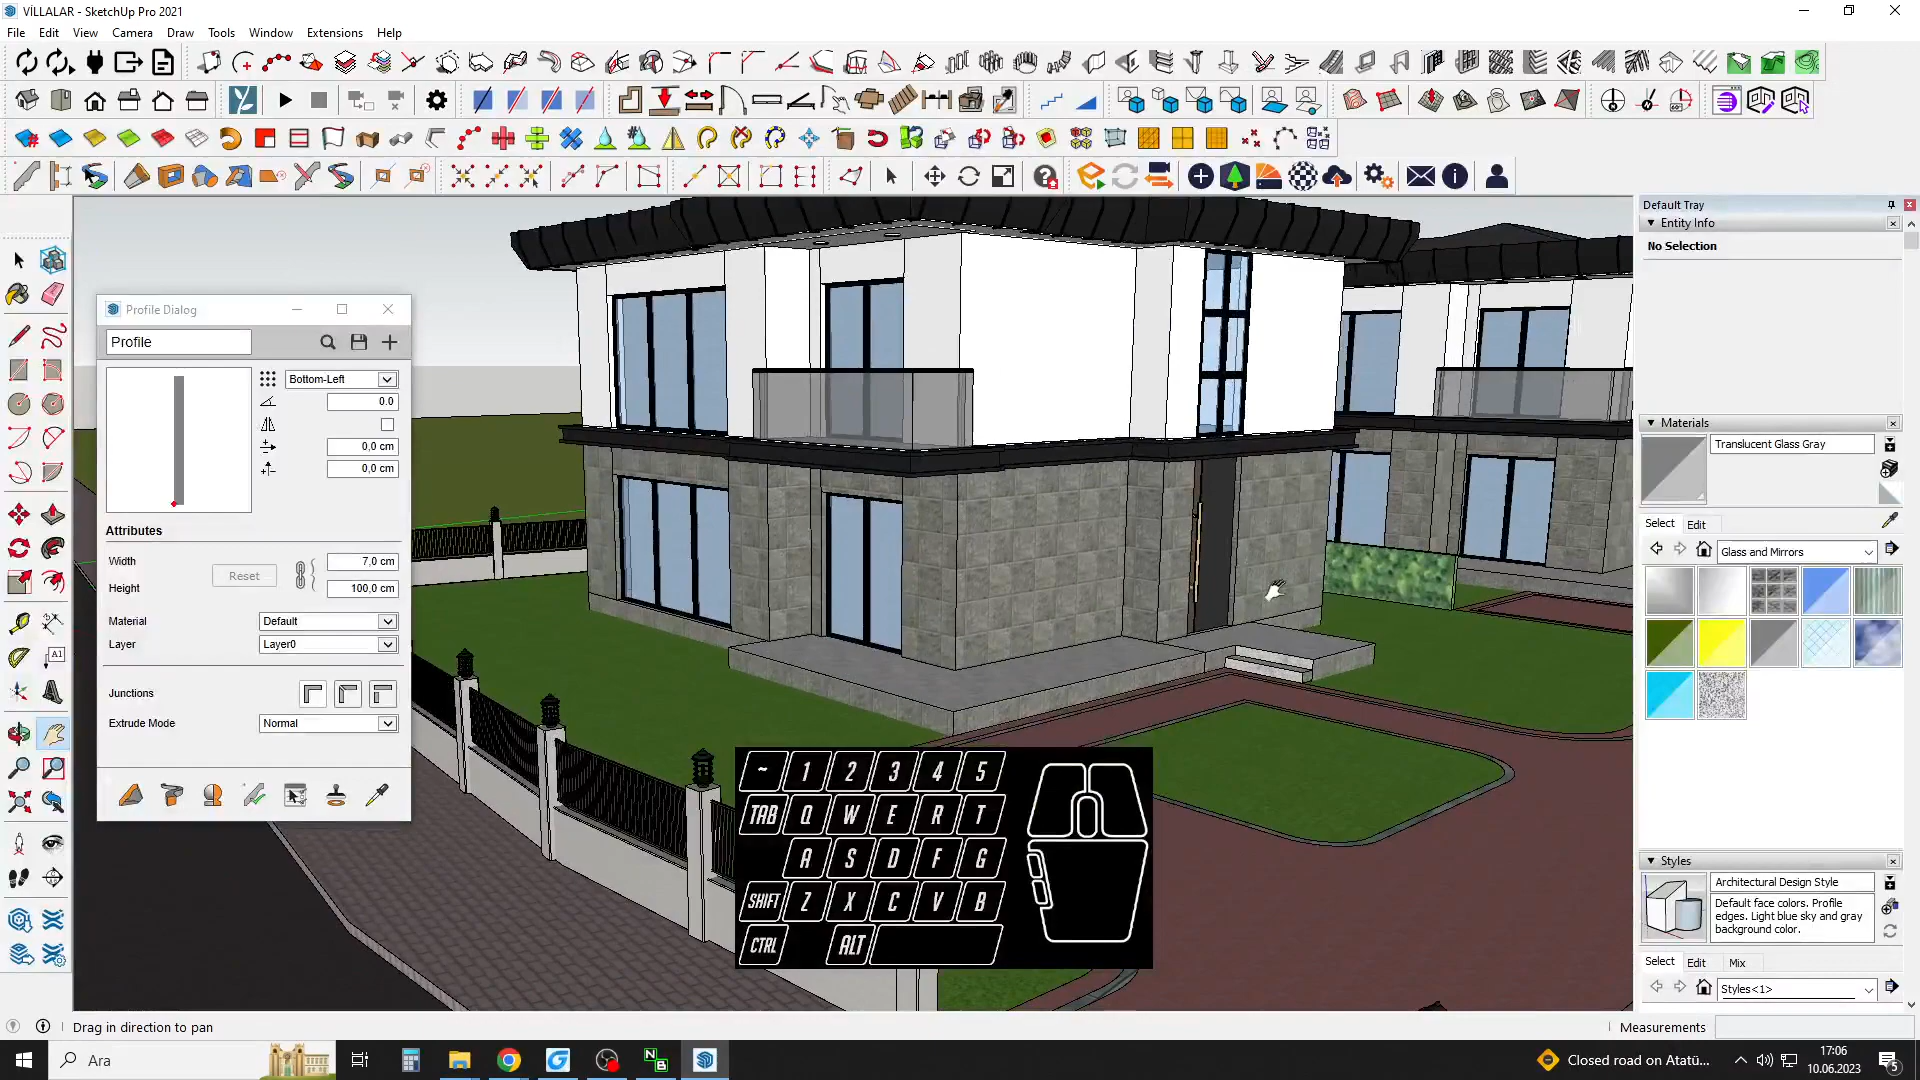 VİLLALAR - SketchUp Pro 2021
File Edit View Camera Draw Tools Window Extensions Help
Default Tray
Entity Info
No Selection
Profile Dialog
Profile
Bottom-Left
0.0
0,0 cm
0,0 cm
Attributes
Width 7,0 cm
Reset
Height 100,0 cm
Material Default
Layer Layer0
Junctions
Extrude Mode Normal
A1
Materials
Translucent Glass Gray
Select Edit
Glass and Mirrors
Styles
Architectural Design Style
Default face colors. Profile
edges. Light blue sky and gray
background color.
Select Edit Mix
Styles<1>
~ 1 2 3 4 5
TAB Q W E R T
A S D F G
SHIFT Z X C V B
CTRL ALT
Drag in direction to pan
Measurements
Ara
Closed road on Atatü...
17:06
10.06.2023
5